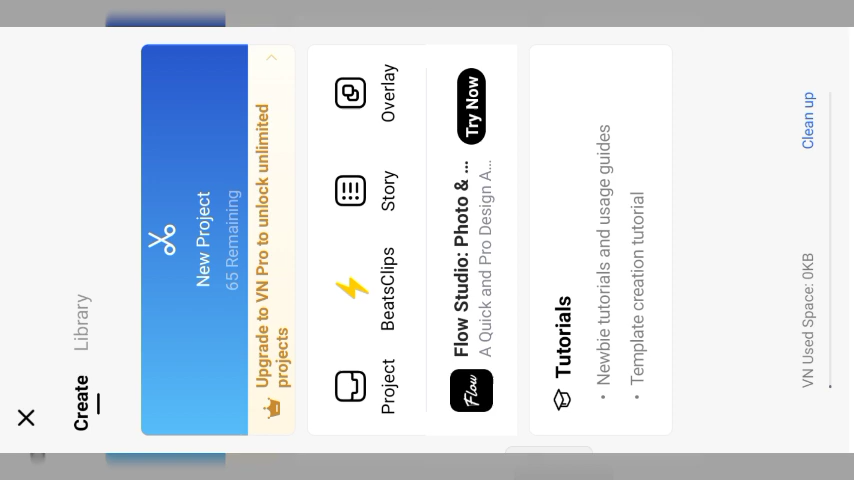 Create Library
New Project
65 Remaining
Upgrade to VN Pro to unlock unlimited
projects
Project BeatsClips Story Overlay
Flow
Flow Studio: Photo & ...
A Quick and Pro Design A...
Try Now
Tutorials
• Newbie tutorials and usage guides
• Template creation tutorial
VN Used Space: 0KB Clean up